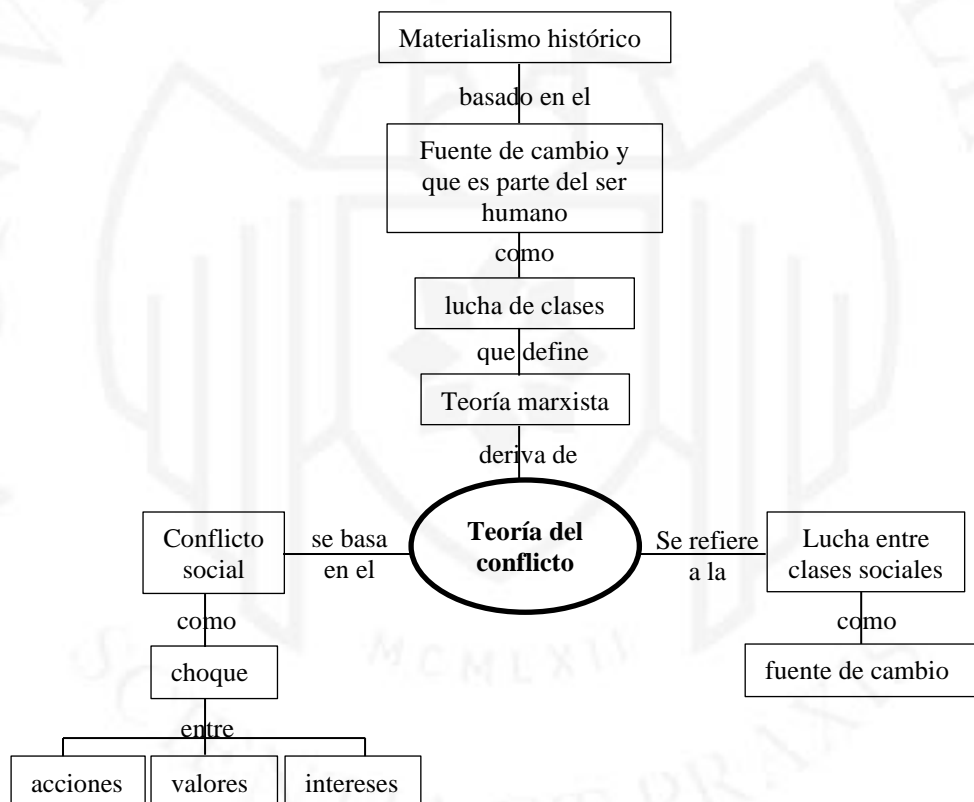 Materialismo histórico
basado en el
Fuente de cambio y
que es parte del ser
humano
como
lucha de clases
que define
Teoría marxista
deriva de
Teoría del
conflicto
se basa
en el
Conflicto
social
como
choque
entre
acciones
valores
intereses
Se refiere
a la
Lucha entre
clases sociales
como
fuente de cambio
MCMLXII
PRAXIS